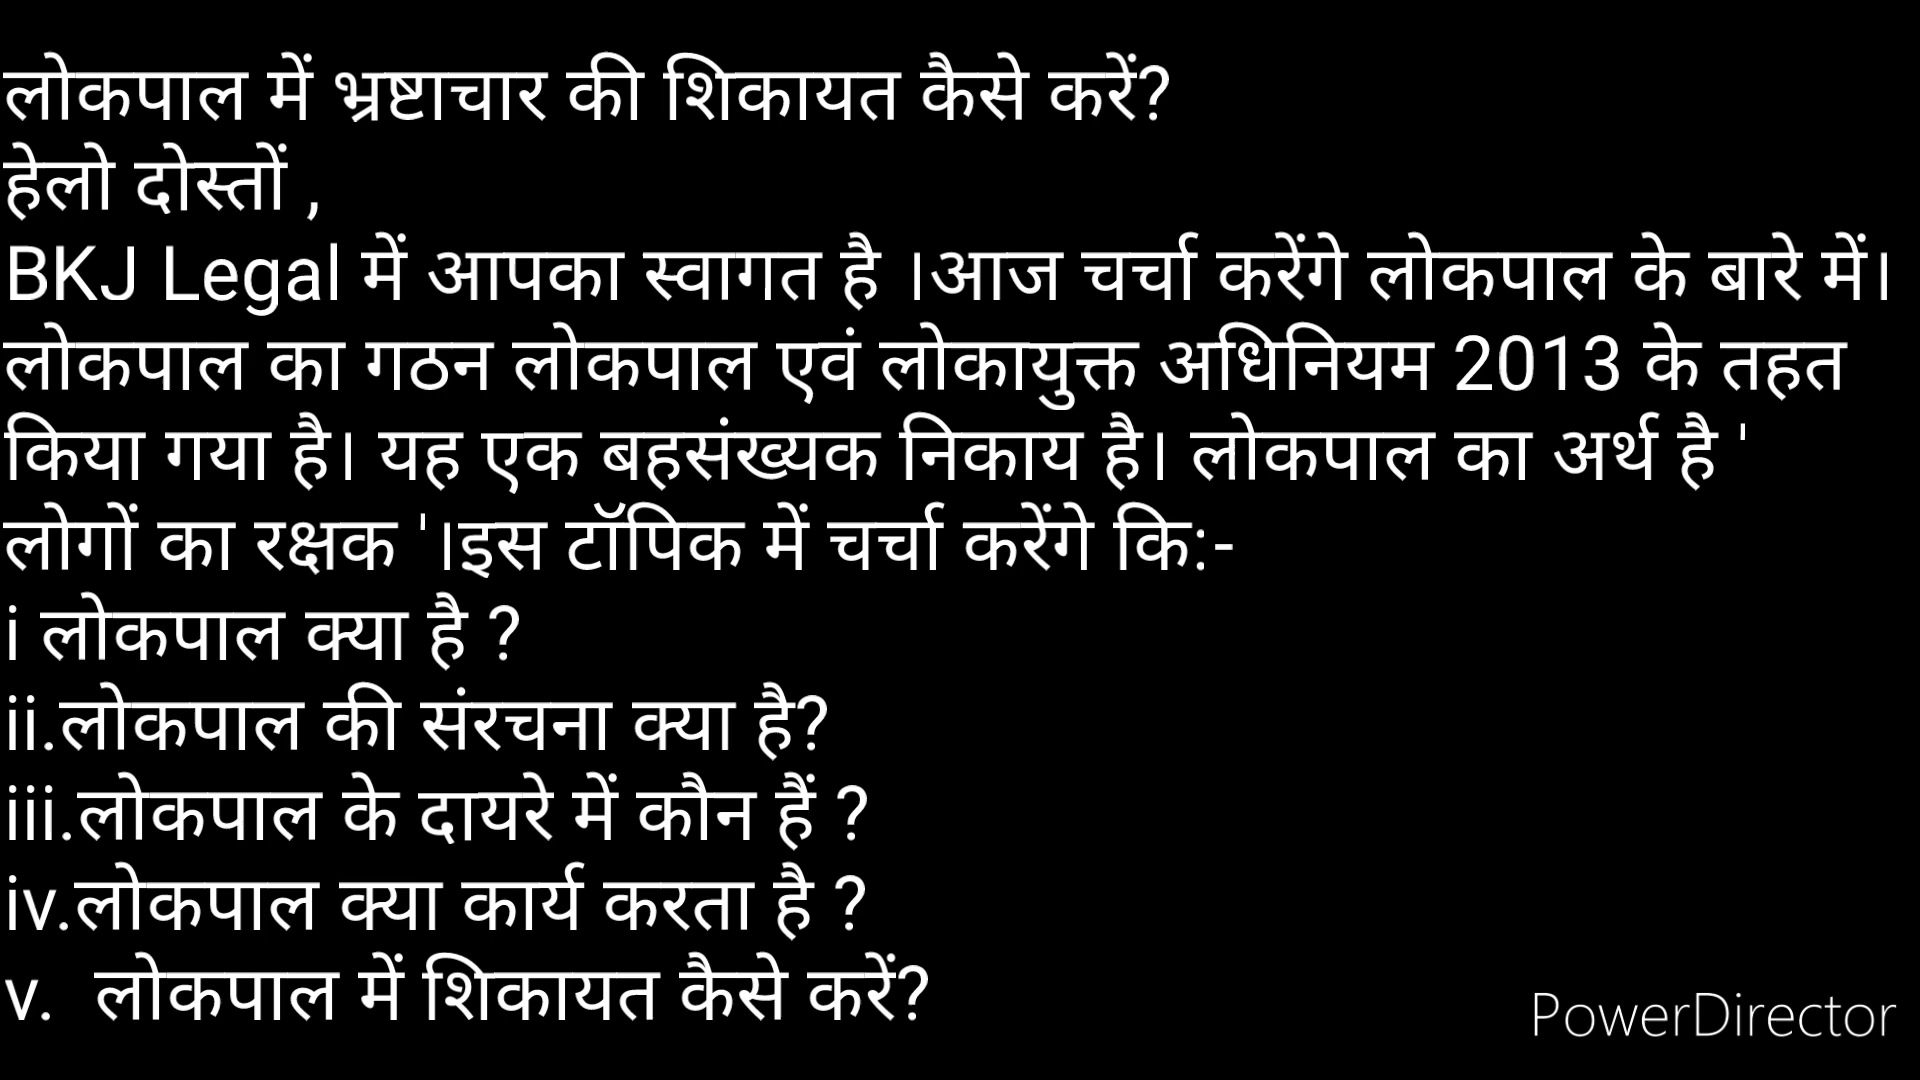 लोकपाल में भ्रष्टाचार की शिकायत कैसे करें?
हेलो दोस्तों ,
BKJ Legal में आपका स्वागत है ।आज चर्चा करेंगे लोकपाल के बारे में।
लोकपाल का गठन लोकपाल एवं लोकायुक्त अधिनियम 2013 के तहत
किया गया है। यह एक बहसंख्यक निकाय है। लोकपाल का अर्थ है '
लोगों का रक्षक '।इस टॉपिक में चर्चा करेंगे कि:-
i लोकपाल क्या है ?
ii.लोकपाल की संरचना क्या है?
iii.लोकपाल के दायरे में कौन हैं ?
iv.लोकपाल क्या कार्य करता है ?
v. लोकपाल में शिकायत कैसे करें?
PowerDirector